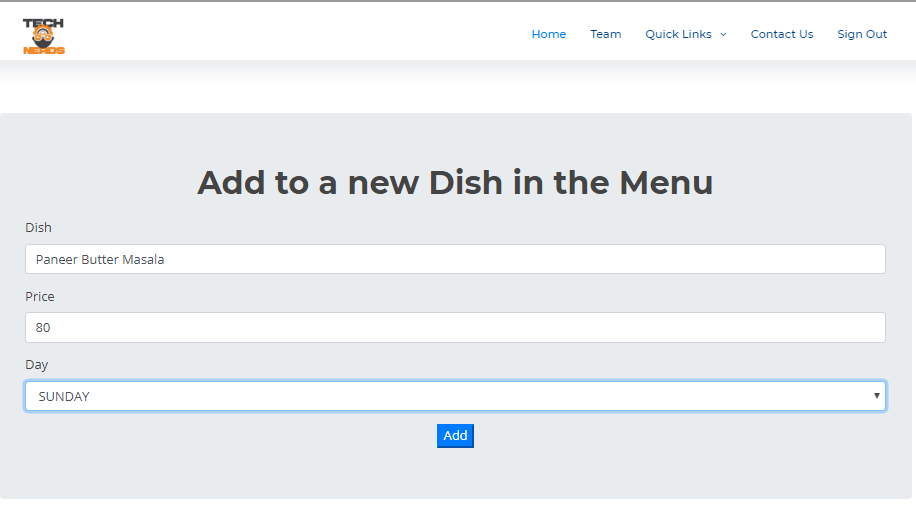 TECH
NERDS
Home Team Quick Links Contact Us Sign Out
Add to a new Dish in the Menu
Dish
Paneer Butter Masala
Price
80
Day
SUNDAY
Add